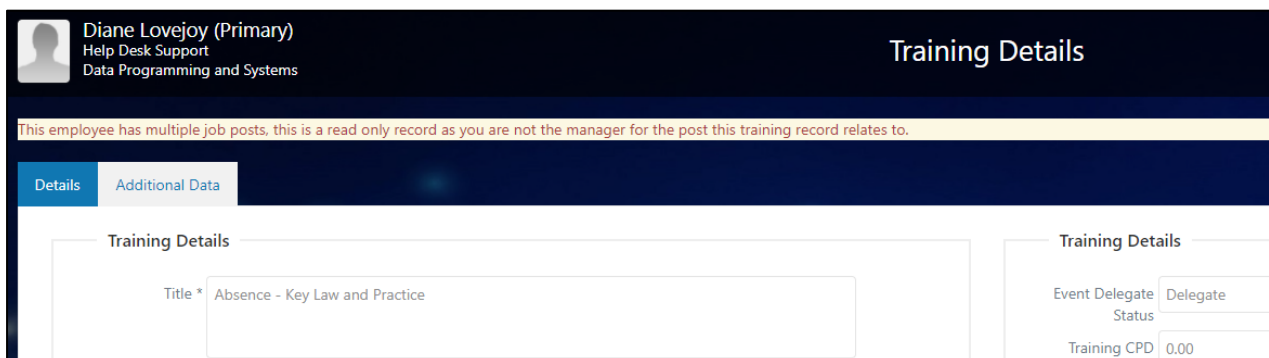 Diane Lovejoy (Primary)
Help Desk Support
Data Programming and Systems
Training Details
This employee has multiple job posts, this is a read only record as you are not the manager for the post this training record relates to.
Details
Additional Data
Training Details
Title * Absence - Key Law and Practice
Training Details
Event Delegate Status Delegate
Training CPD 0.00